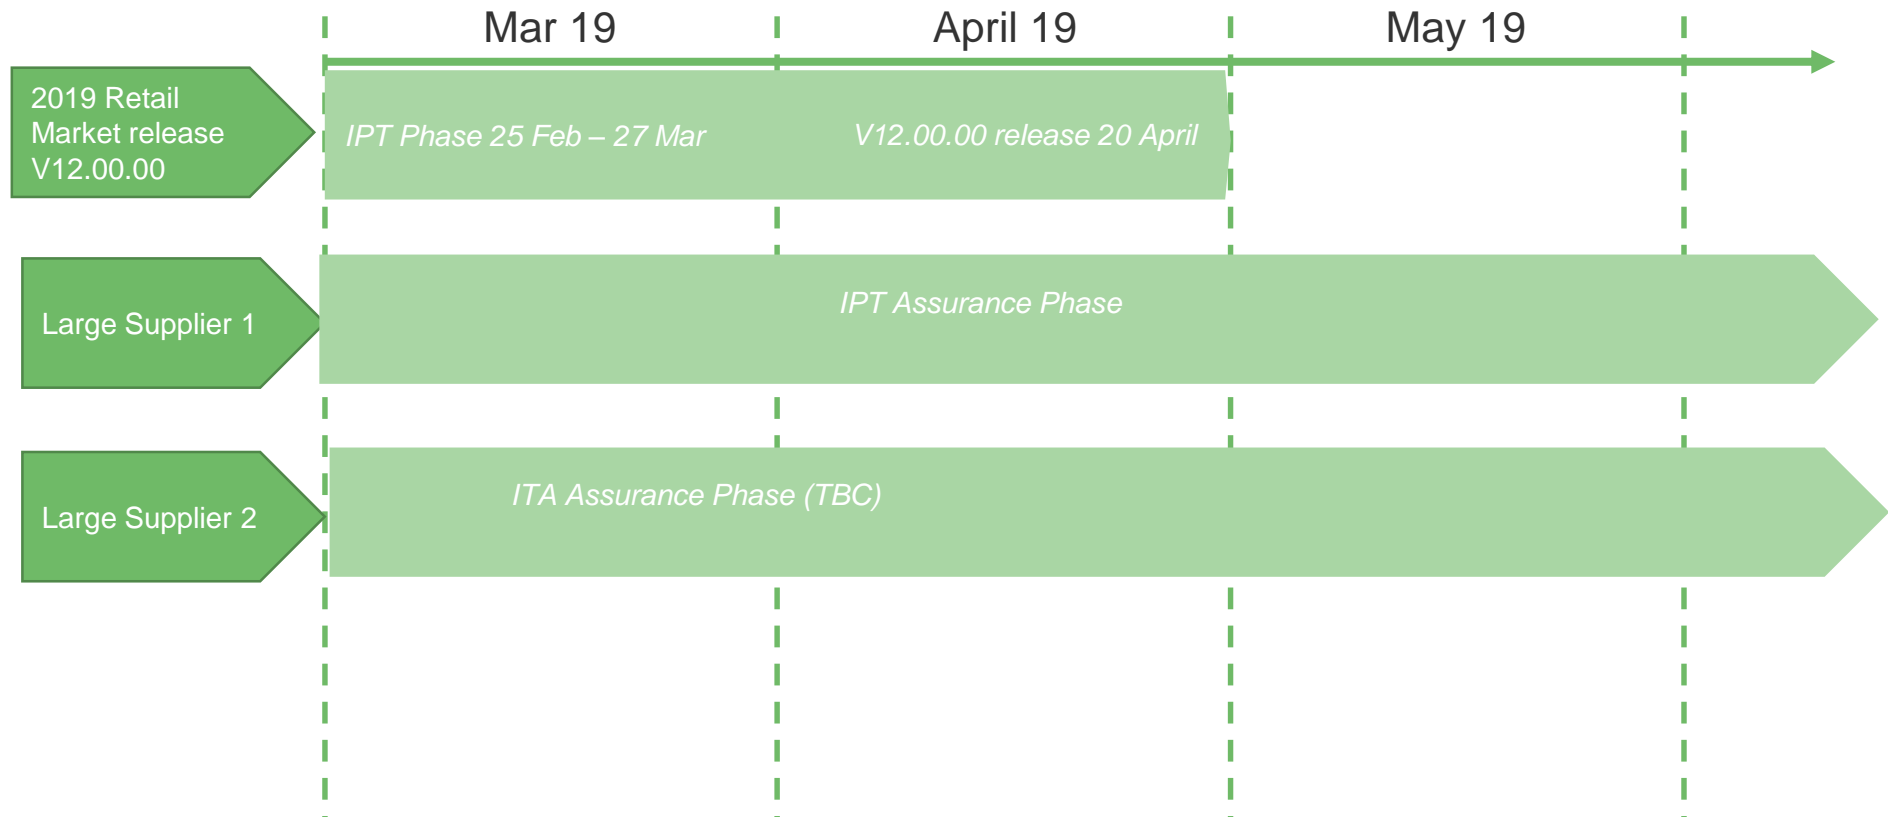 Mar 19
April 19
May 19
2019 Retail
Market release
V12.00.00
IPT Phase 25 Feb – 27 Mar
V12.00.00 release 20 April
Large Supplier 1
IPT Assurance Phase
Large Supplier 2
ITA Assurance Phase (TBC)